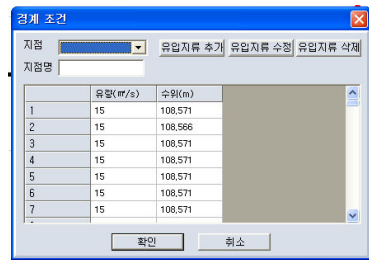 경계 조건
지점 유입지류 추가 유입지류 수정 유입지류 삭제
지점명
유량(㎥/s) 수위(m)
1 15 108,571
2 15 108,566
3 15 108,571
4 15 108,571
5 15 108,571
6 15 108,571
7 15 108,571
확인 취소